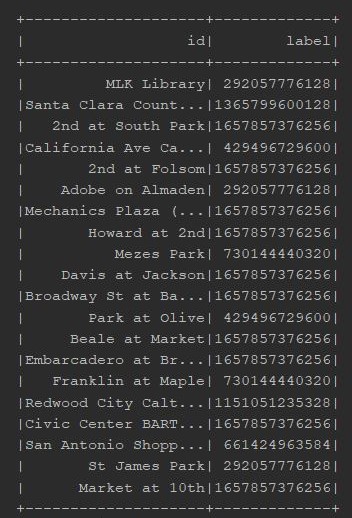 +--------------------+-------------+
|                  id|        label|
+--------------------+-------------+
|         MLK Library| 292057776128|
|Santa Clara Count...|1365799600128|
|   2nd at South Park|1657857376256|
|California Ave Ca...| 429496729600|
|       2nd at Folsom|1657857376256|
|    Adobe on Almaden| 292057776128|
|Mechanics Plaza (...|1657857376256|
|       Howard at 2nd|1657857376256|
|          Mezes Park| 730144440320|
|    Davis at Jackson|1657857376256|
|Broadway St at Ba...|1657857376256|
|       Park at Olive| 429496729600|
|     Beale at Market|1657857376256|
|Embarcadero at Br...|1657857376256|
|   Franklin at Maple| 730144440320|
|Redwood City Calt...|1151051235328|
|Civic Center BART...|1657857376256|
|San Antonio Shopp...| 661424963584|
|       St James Park| 292057776128|
|      Market at 10th|1657857376256|
+--------------------+-------------+